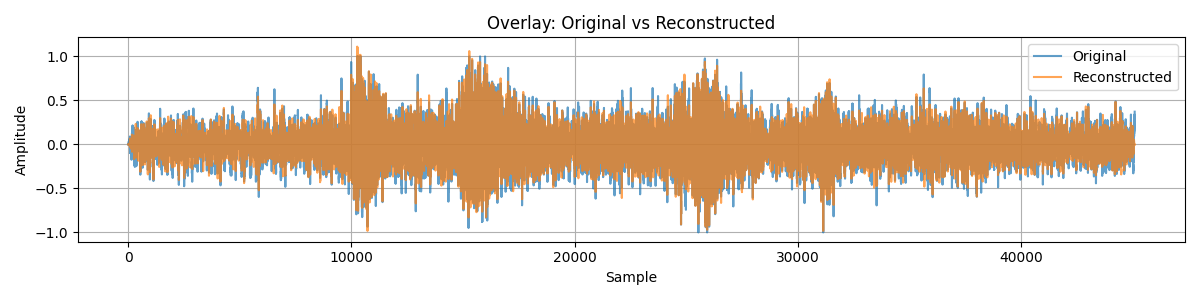 Overlay: Original vs Reconstructed
Original
Reconstructed
Amplitude
1.0
0.5
0.0
−0.5
−1.0
0 10000 20000 30000 40000
Sample